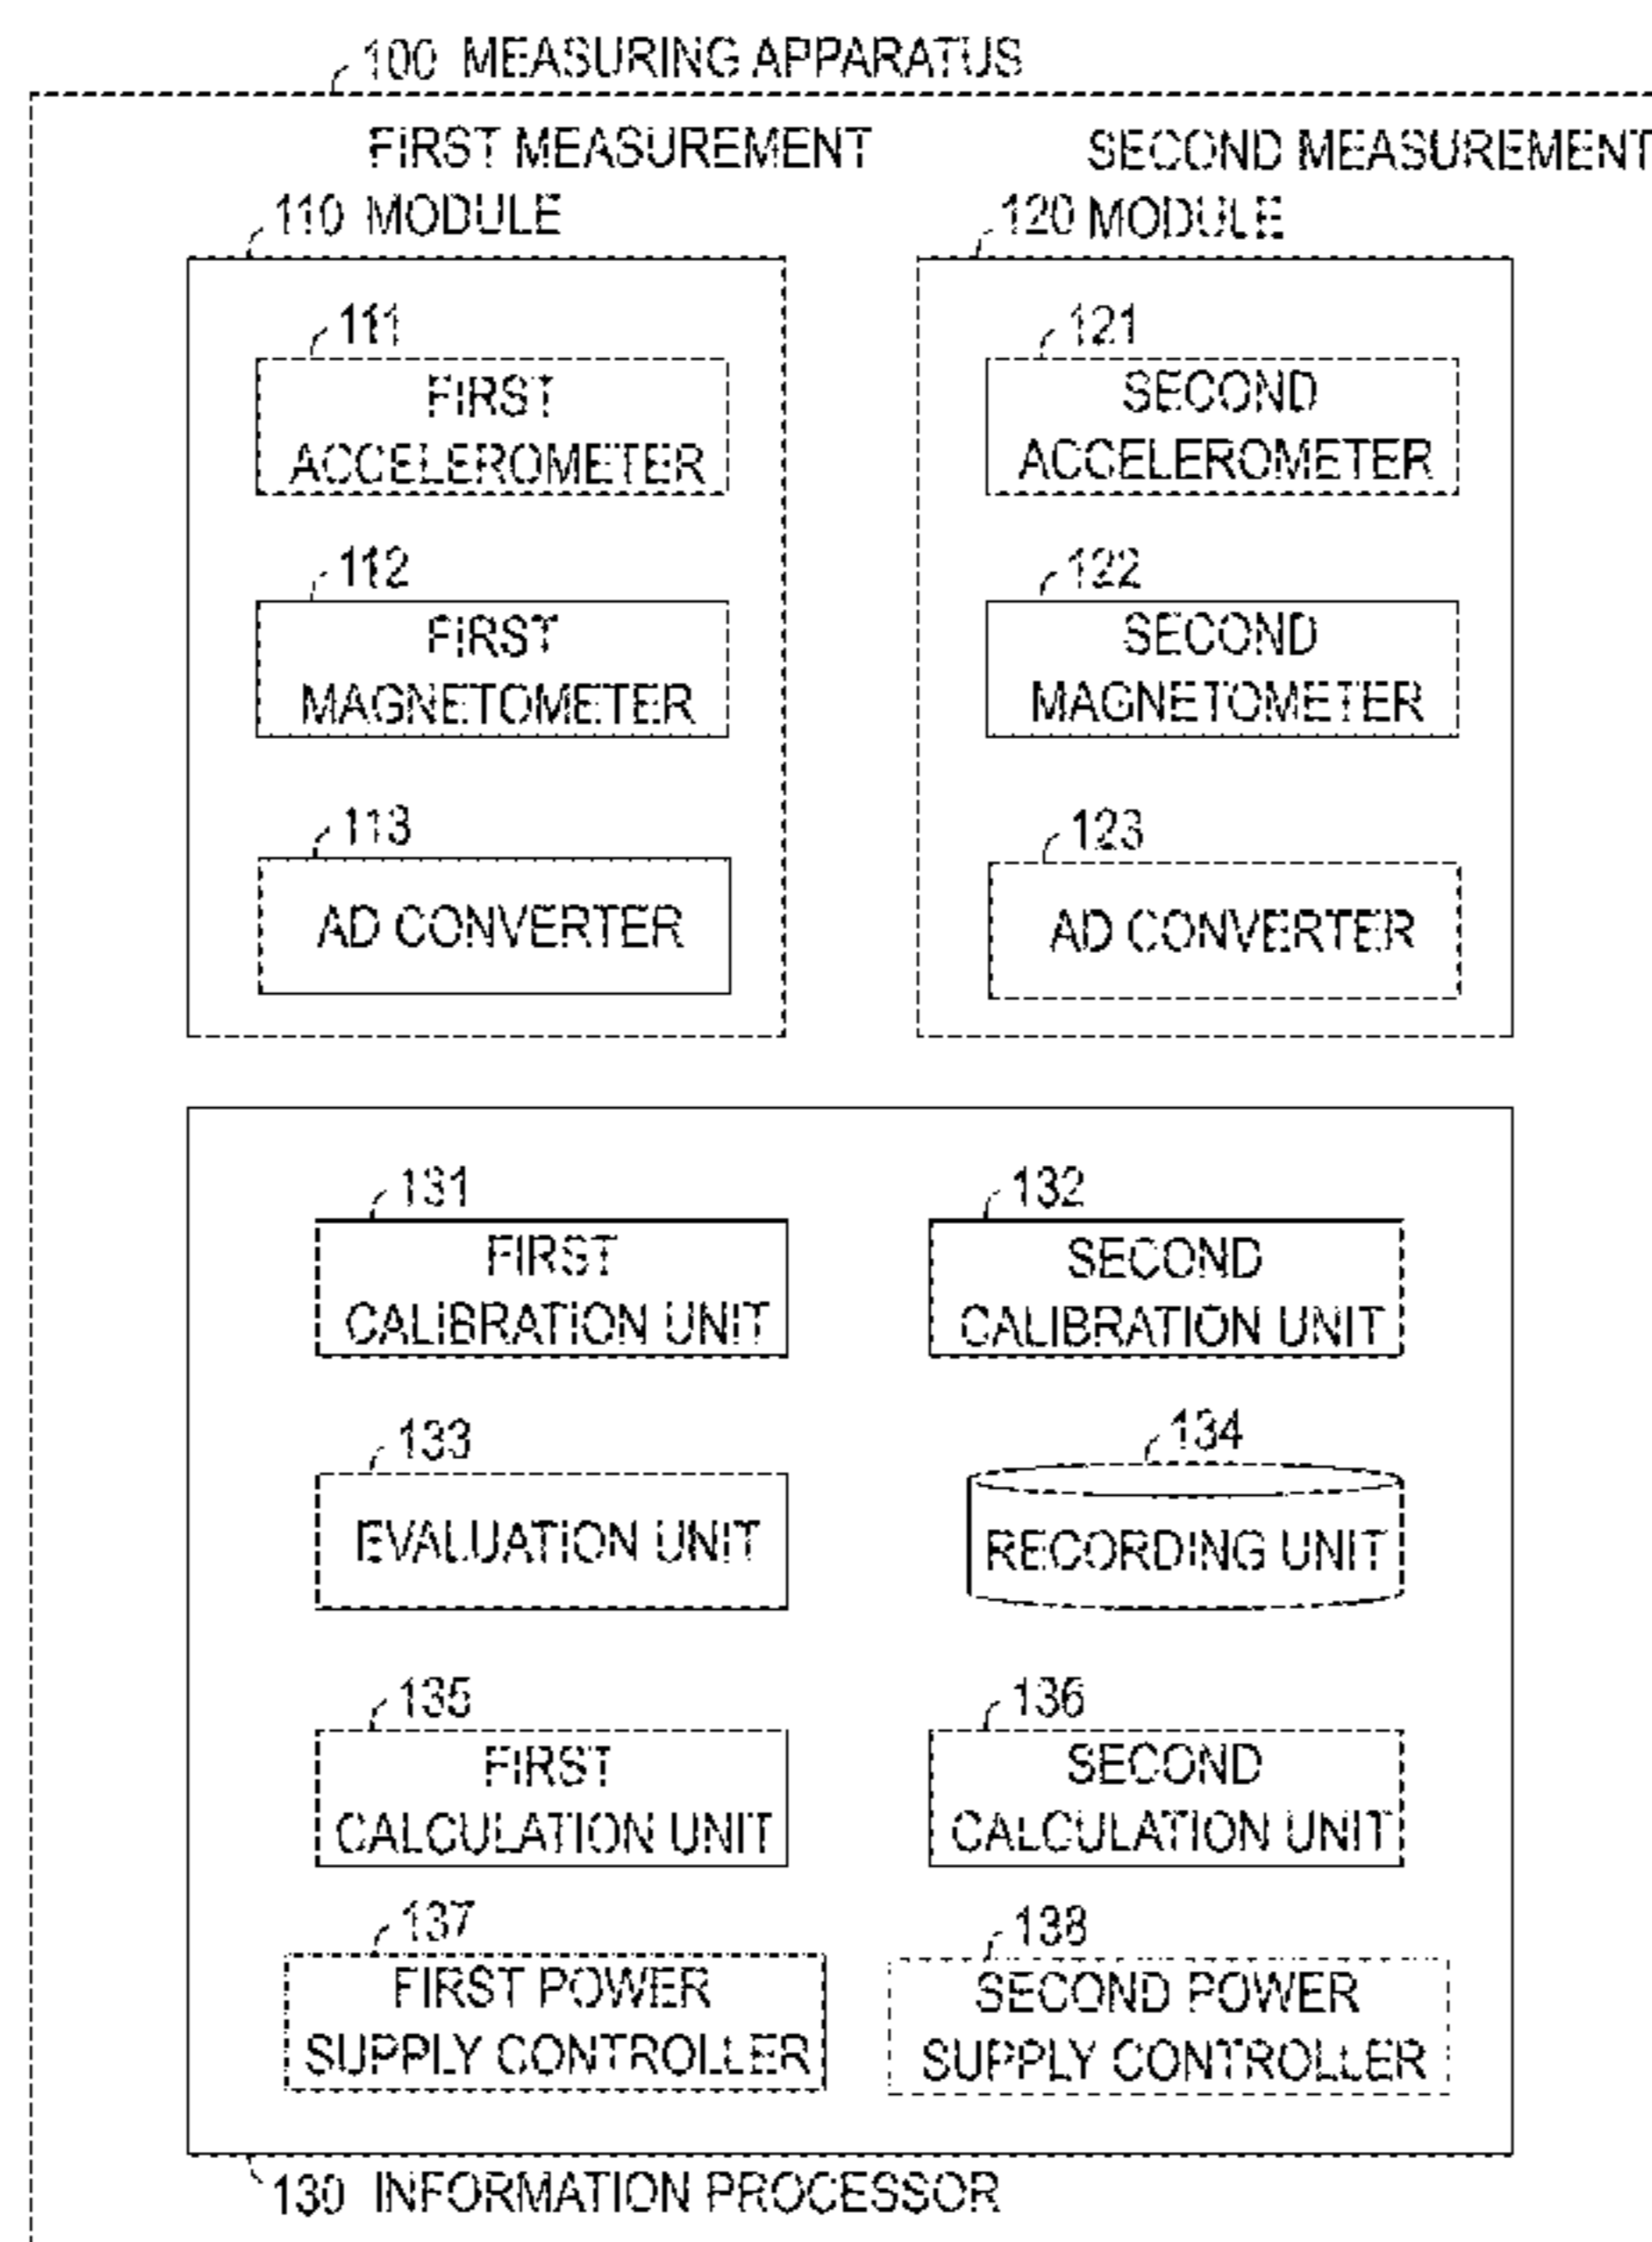 100 MEASURING APPARATUS
FIRST MEASUREMENT
110 MODULE
SECOND MEASUREMENT
120 MODULE
111
FIRST
ACCELEROMETER
112
FIRST
MAGNETOMETER
113
AD CONVERTER
121
SECOND
ACCELEROMETER
122
SECOND
MAGNETOMETER
123
AD CONVERTER
131
FIRST
CALIBRATION UNIT
132
SECOND
CALIBRATION UNIT
133
EVALUATION UNIT
134
RECORDING UNIT
135
FIRST
CALCULATION UNIT
136
SECOND
CALCULATION UNIT
137
FIRST POWER
SUPPLY CONTROLLER
138
SECOND POWER
SUPPLY CONTROLLER
130 INFORMATION PROCESSOR